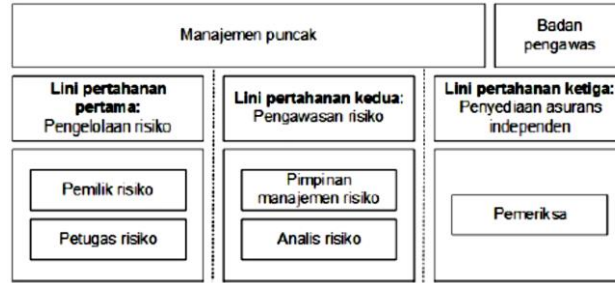 Manajemen puncak
Badan
pengawas
Lini pertahanan
pertama:
Pengelolaan risiko
Lini pertahanan kedua:
Pengawasan risiko
Lini pertahanan ketiga:
Penyediaan asurans
independen
Pemilik risiko
Petugas risiko
Pimpinan
manajemen risiko
Analis risiko
Pemeriksa